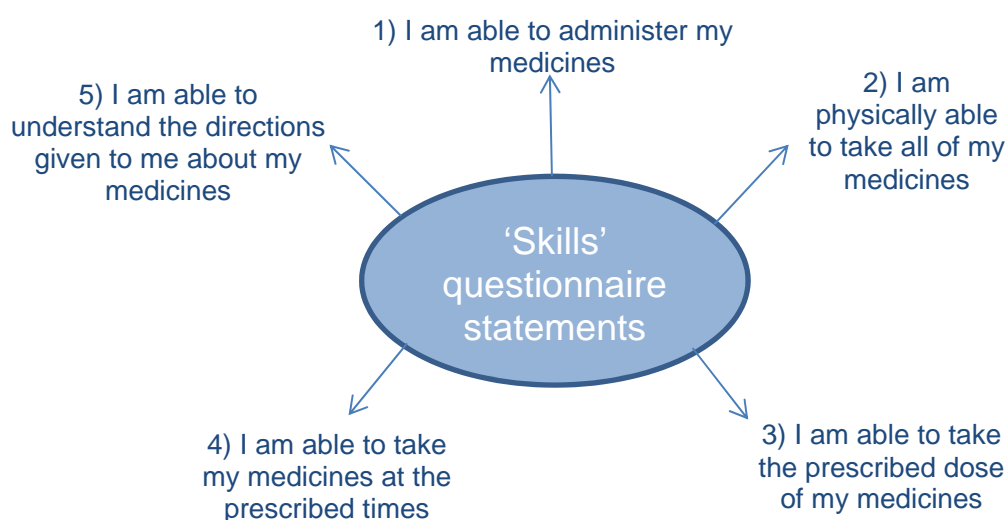 1) I am able to administer my
medicines
2) I am
physically able
to take all of my
medicines
3) I am able to take
the prescribed dose
of my medicines
4) I am able to take
my medicines at the
prescribed times
5) I am able to
understand the directions
given to me about my
medicines
‘Skills’
questionnaire
statements